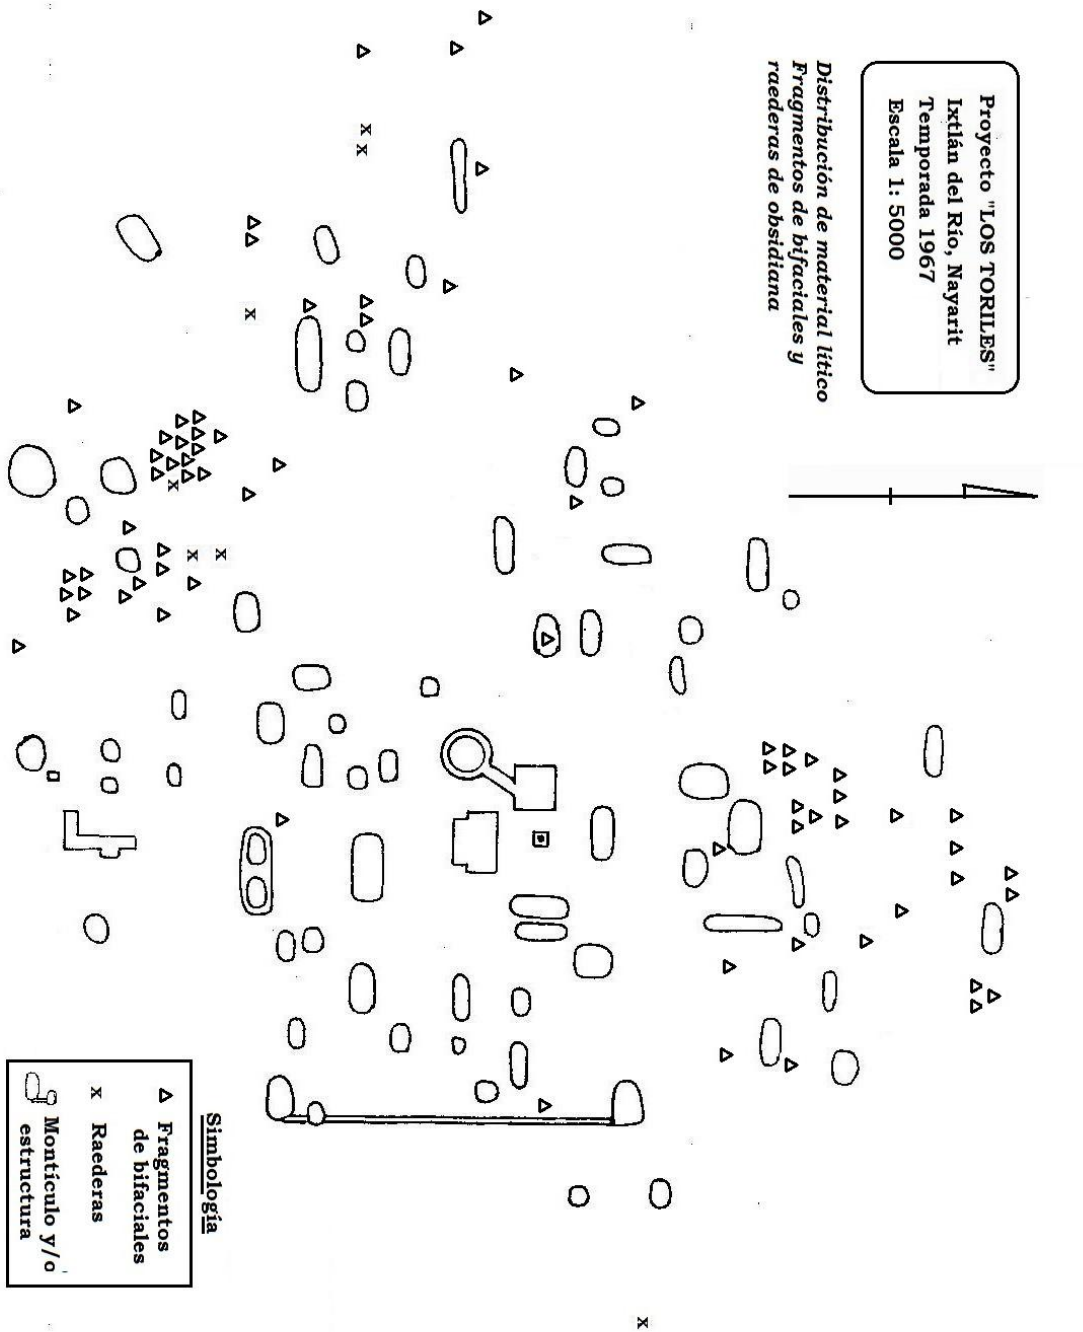 Proyecto "LOS TORILES"
Ixtlán del Río, Nayarit
Temporada 1967
Escala 1: 5000
Distribución de material lítico
Fragmentos de bifaciales y
raederas de obsidiana
Simbología
Fragmentos
de bifaciales
x Raederas
Montículo y/o
estructura